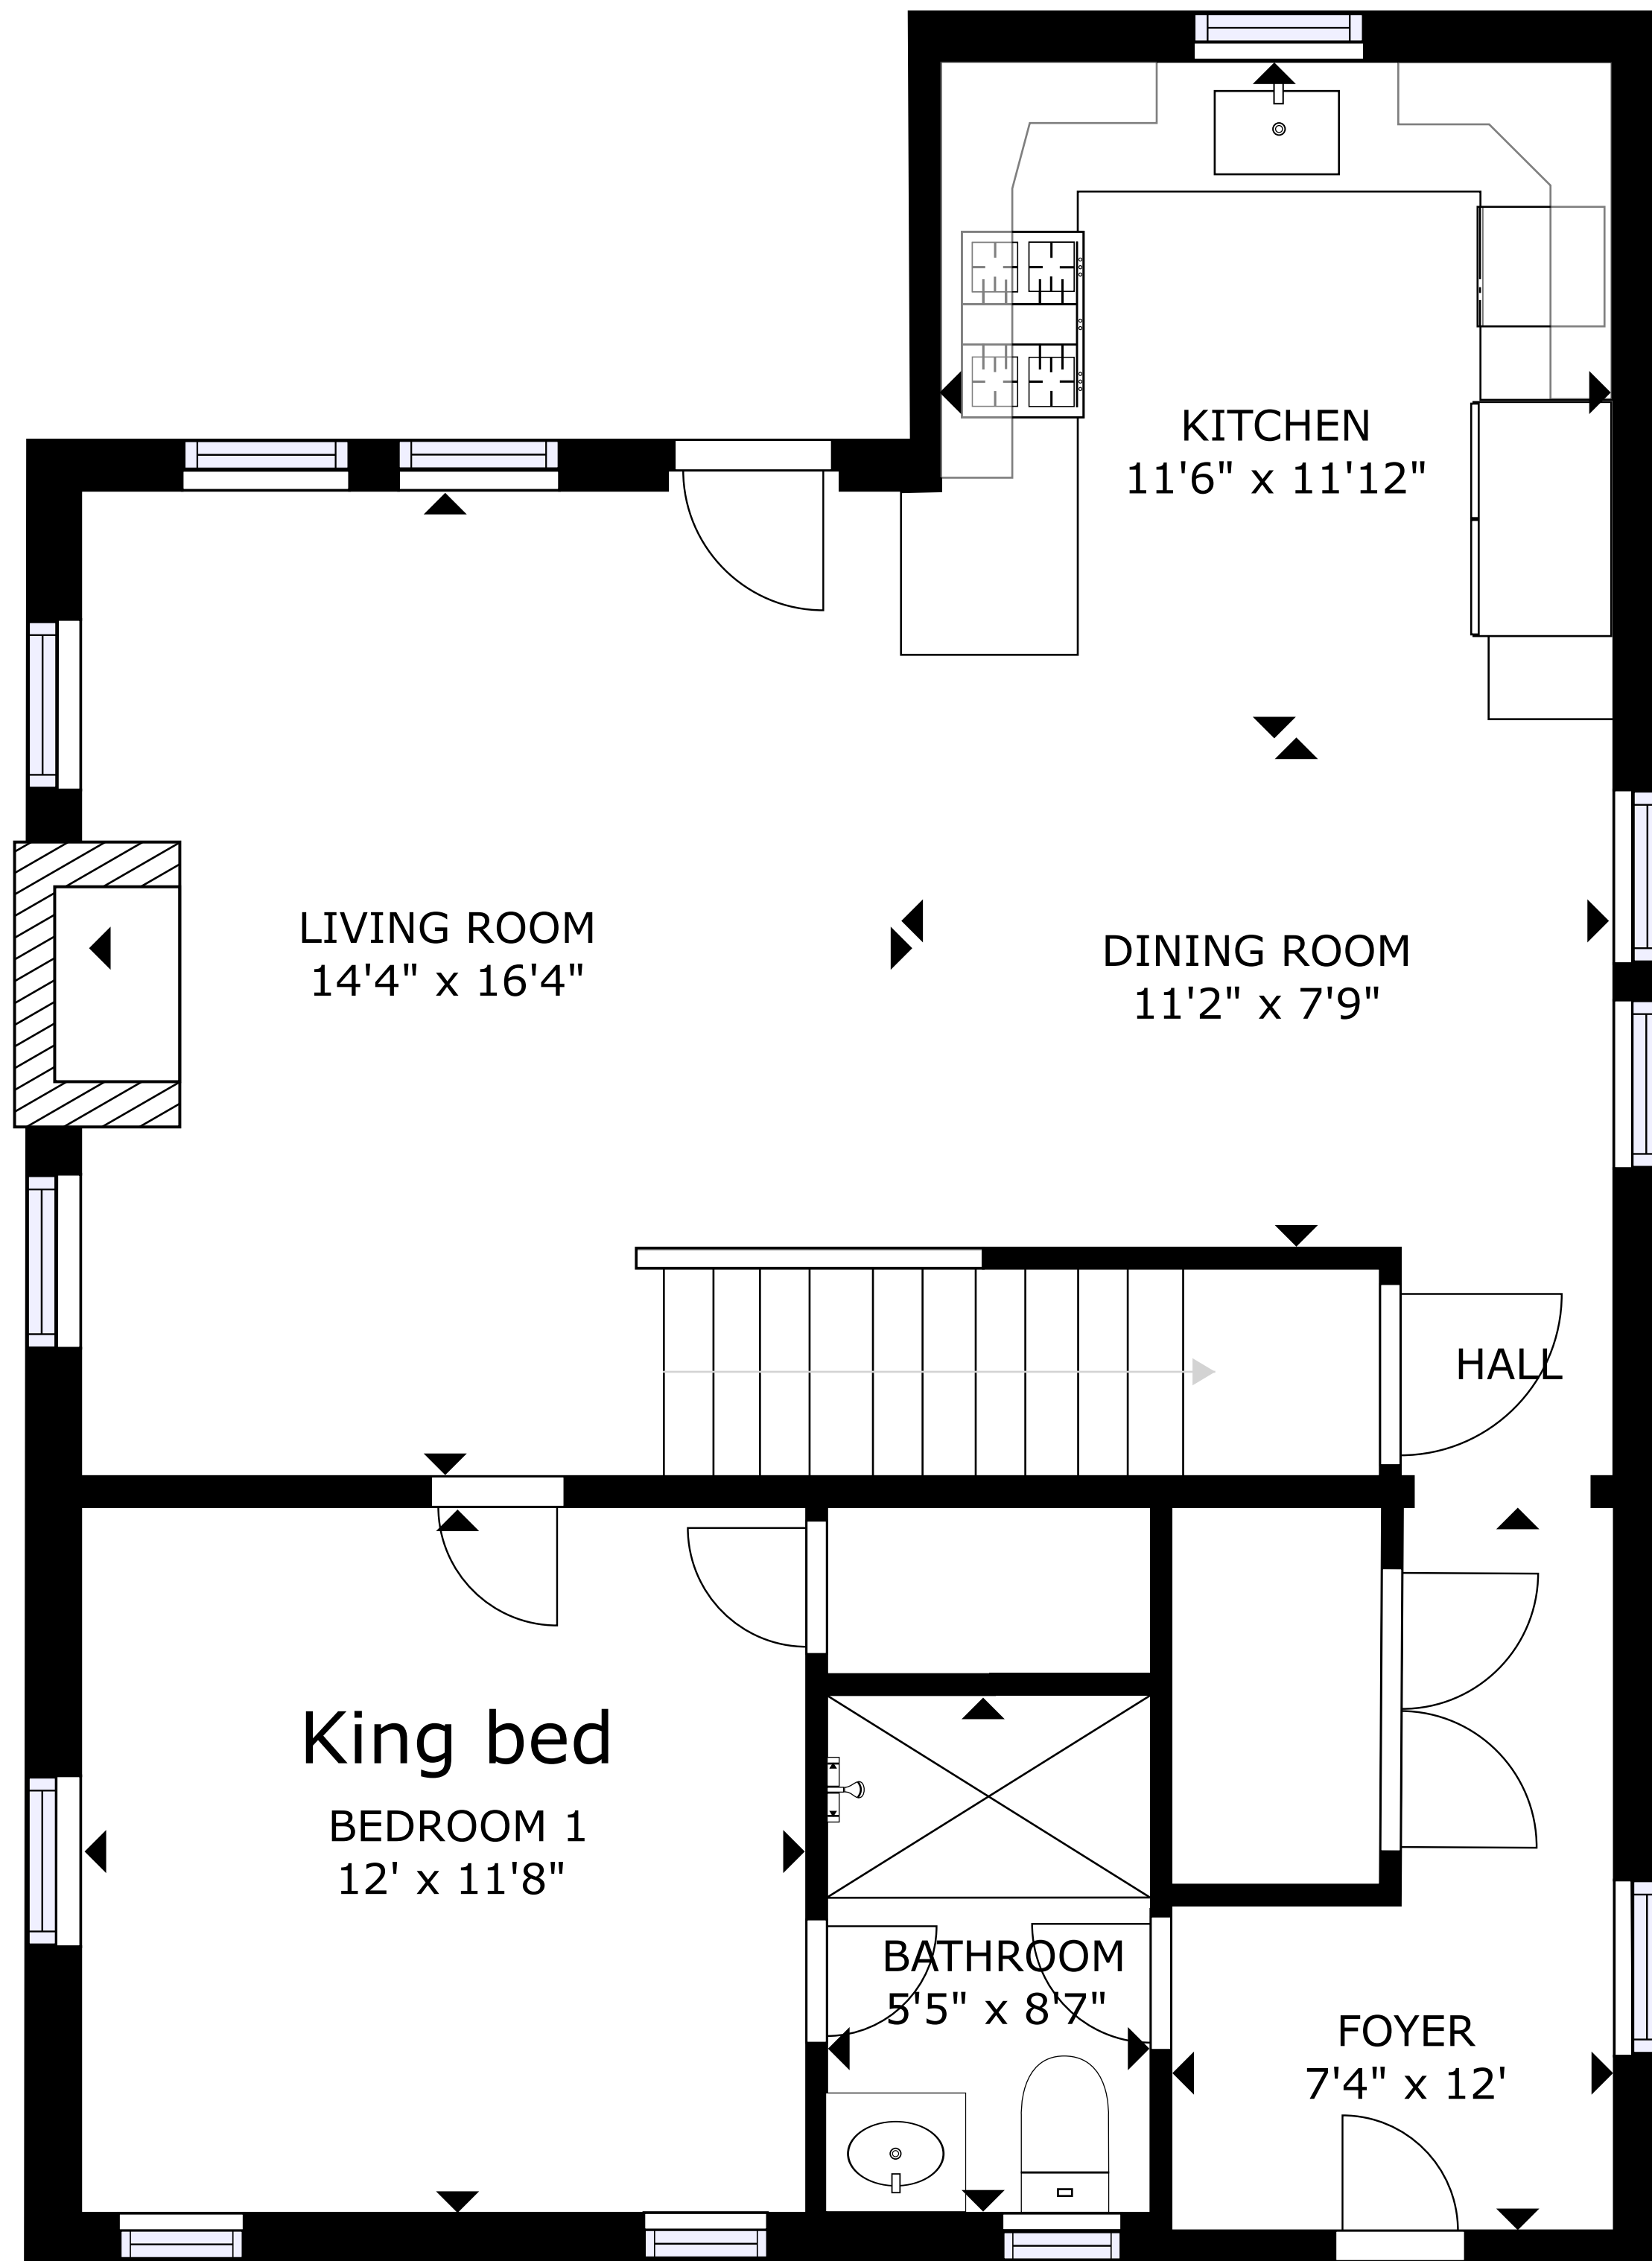 KITCHEN
11'6" x 11'12"
LIVING ROOM
14'4" x 16'4"
DINING ROOM
11'2" x 7'9"
HALL
King bed
BEDROOM 1
12' x 11'8"
BATHROOM
5'5" x 8'7"
FOYER
7'4" x 12'